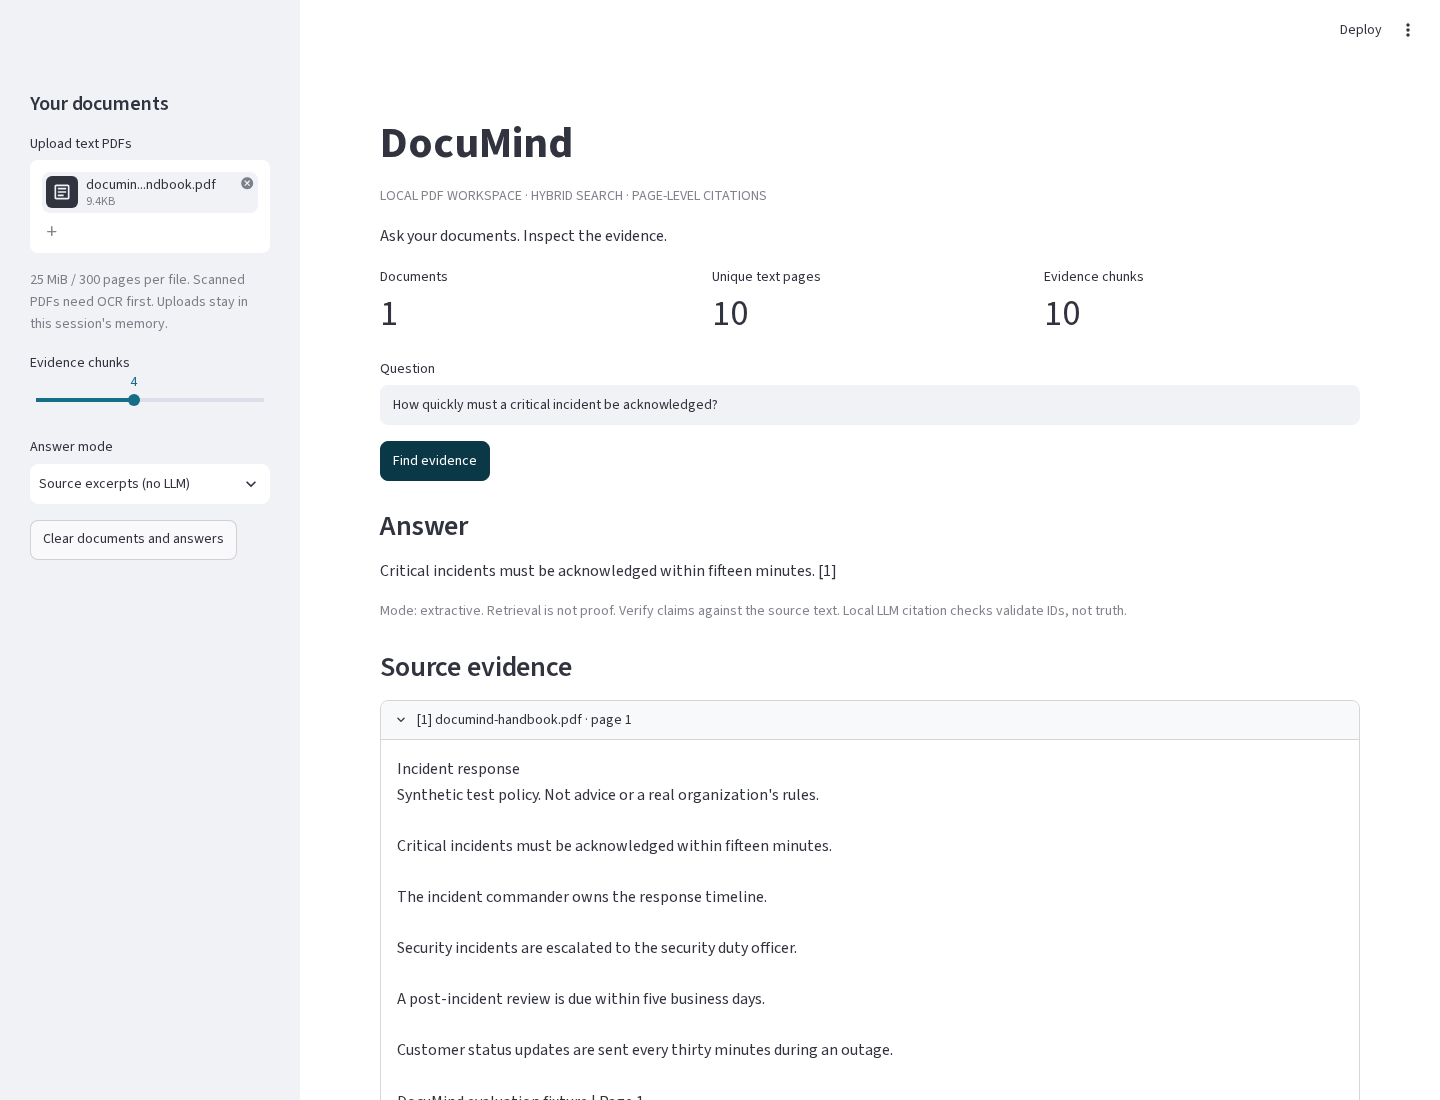 Deploy
Your documents
Upload text PDFs
documin...ndbook.pdf
9.4KB
+
25 MiB / 300 pages per file. Scanned
PDFs need OCR first. Uploads stay in
this session's memory.
Evidence chunks
4
Answer mode
Source excerpts (no LLM)
Clear documents and answers
DocuMind
LOCAL PDF WORKSPACE · HYBRID SEARCH · PAGE-LEVEL CITATIONS
Ask your documents. Inspect the evidence.
Documents
1
Unique text pages
10
Evidence chunks
10
Question
How quickly must a critical incident be acknowledged?
Find evidence
Answer
Critical incidents must be acknowledged within fifteen minutes. [1]
Mode: extractive. Retrieval is not proof. Verify claims against the source text. Local LLM citation checks validate IDs, not truth.
Source evidence
[1] documind-handbook.pdf · page 1
Incident response
Synthetic test policy. Not advice or a real organization's rules.
Critical incidents must be acknowledged within fifteen minutes.
The incident commander owns the response timeline.
Security incidents are escalated to the security duty officer.
A post-incident review is due within five business days.
Customer status updates are sent every thirty minutes during an outage.
DocuMind evaluation fixture | Page 1